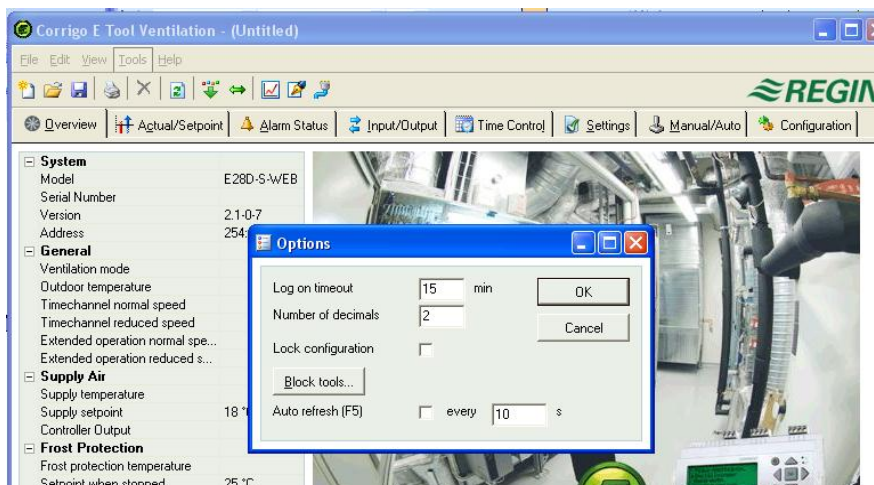 Corrigo E Tool Ventilation - (Untitled)
File Edit View Tools Help
REGIN
Overview Actual/Setpoint Alarm Status Input/Output Time Control Settings Manual/Auto Configuration
System
Model E28D-S-WEB
Serial Number
Version 2.1-0-7
Address 254:
General
Ventilation mode
Outdoor temperature
Timechannel normal speed
Timechannel reduced speed
Extended operation normal spe...
Extended operation reduced s...
Supply Air
Supply temperature
Supply setpoint 18 °
Controller Output
Frost Protection
Frost protection temperature
Setpoint when stopped 25 °C
Options
Log on timeout 15 min OK
Number of decimals 2
Cancel
Lock configuration
Block tools...
Auto refresh (F5) every 10 s